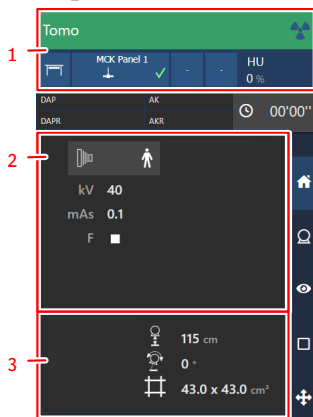 Tomo
1
MCK Panel 1
- -
HU
0 %
DAP AK
DAPR AKR
00'00"
2
kV 40
mAs 0.1
F
115 cm
0 °
3
43.0 x 43.0 cm²